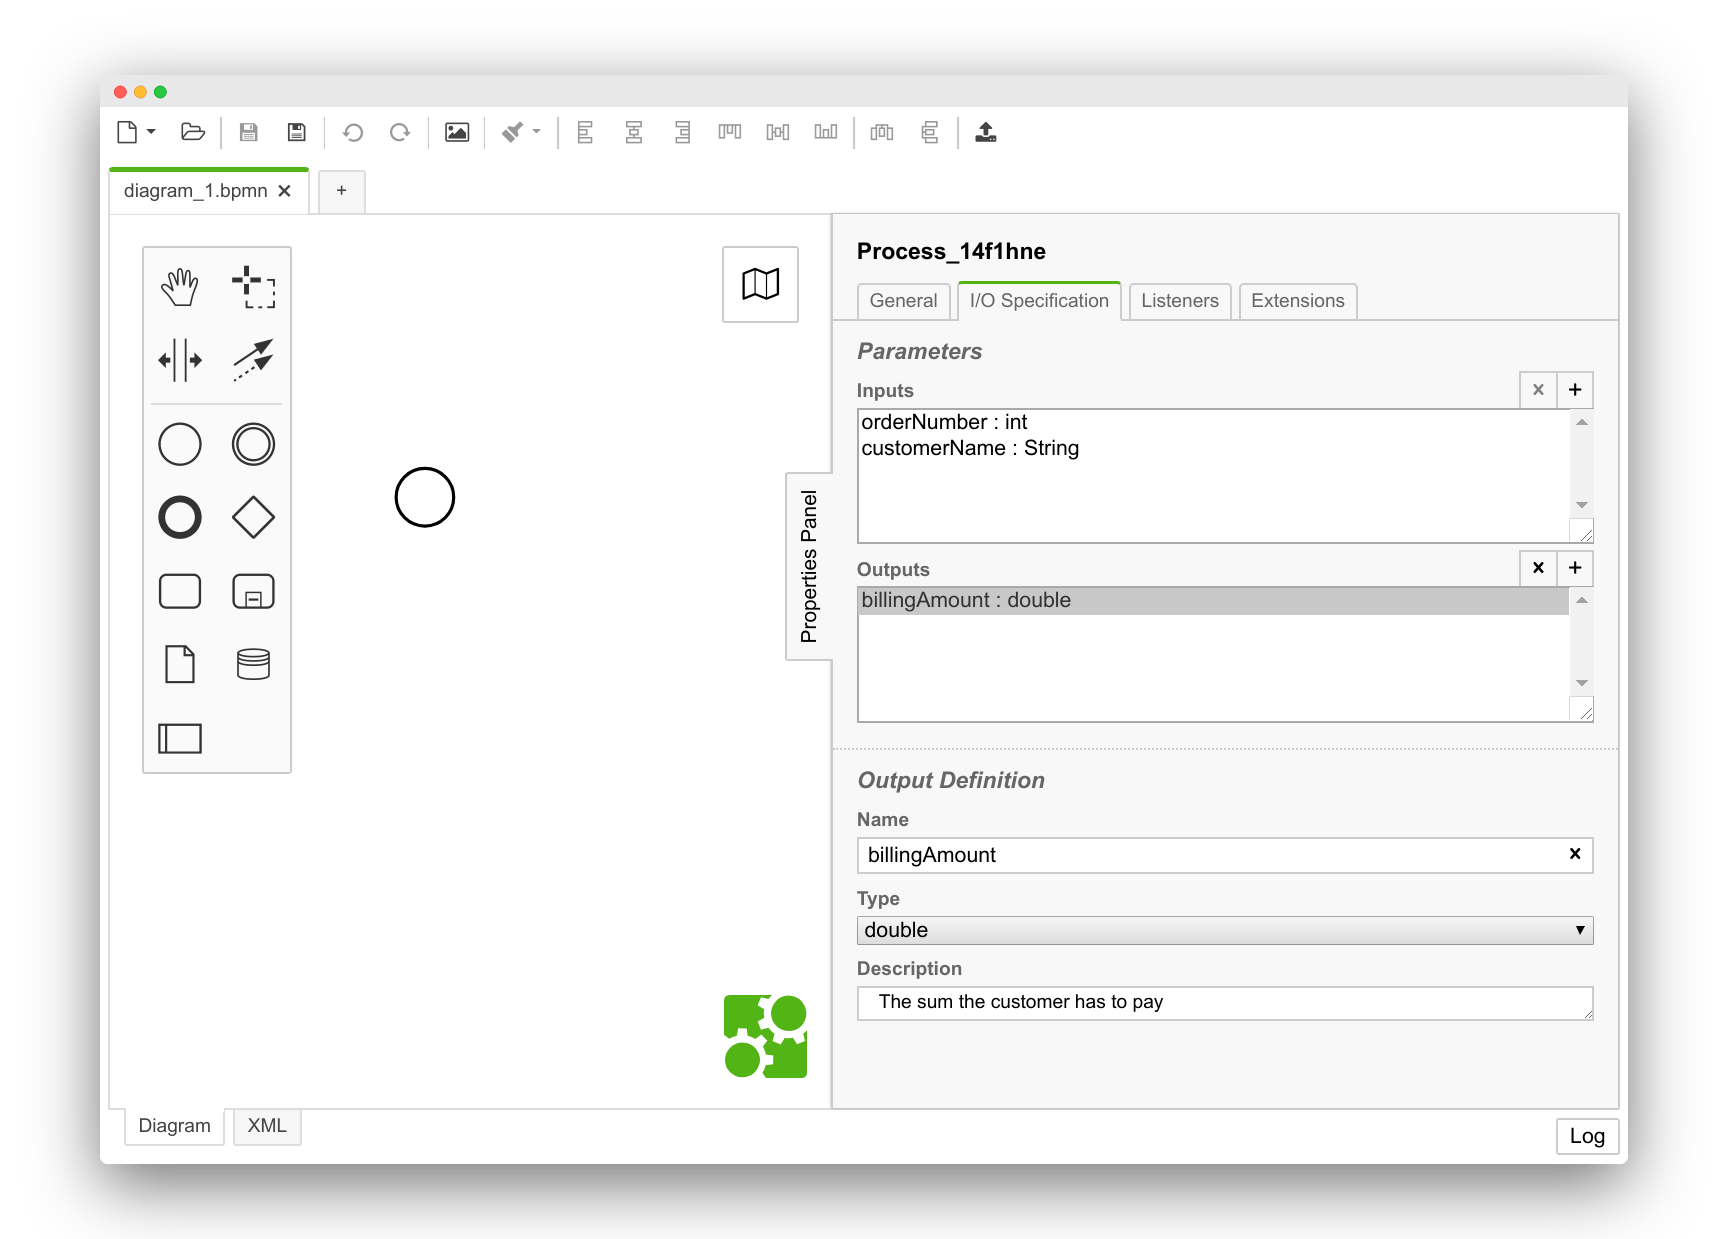 diagram_1.bpmn
+
Process_14f1hne
General
I/O Specification
Listeners
Extensions
Parameters
Inputs
orderNumber : int
customerName : String
Properties Panel
Outputs
billingAmount : double
Output Definition
Name
billingAmount
Type
double
Description
The sum the customer has to pay
Diagram
XML
Log